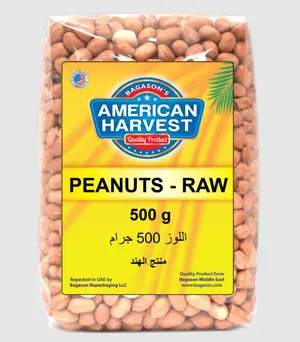 BAGASON'S
AMERICAN
HARVEST
Quality Product
PEANUTS - RAW
500 g
اللوز 500 جرام
منتج الهند
Repacked in UAE by
Bagason Repackaging LLC
Quality Product from
Bagason Middle East
www.bagason.com